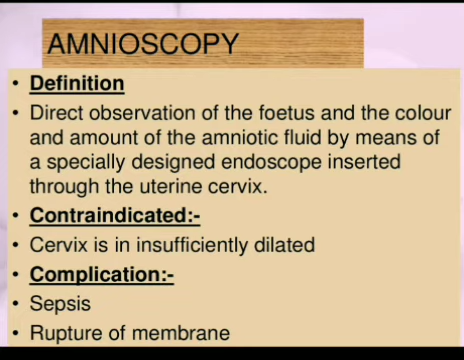 AMNIOSCOPY
• Definition
• Direct observation of the foetus and the colour
and amount of the amniotic fluid by means of
a specially designed endoscope inserted
through the uterine cervix.
• Contraindicated:-
• Cervix is in insufficiently dilated
• Complication:-
• Sepsis
• Rupture of membrane